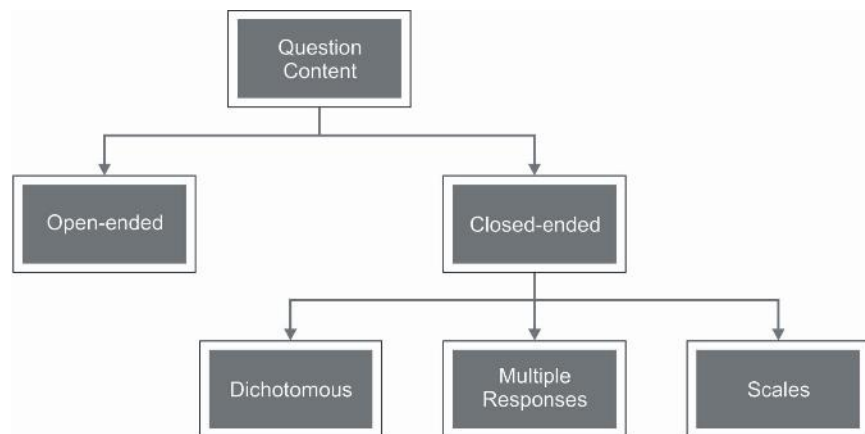 Question
Content
Open-ended
Closed-ended
Dichotomous
Multiple
Responses
Scales